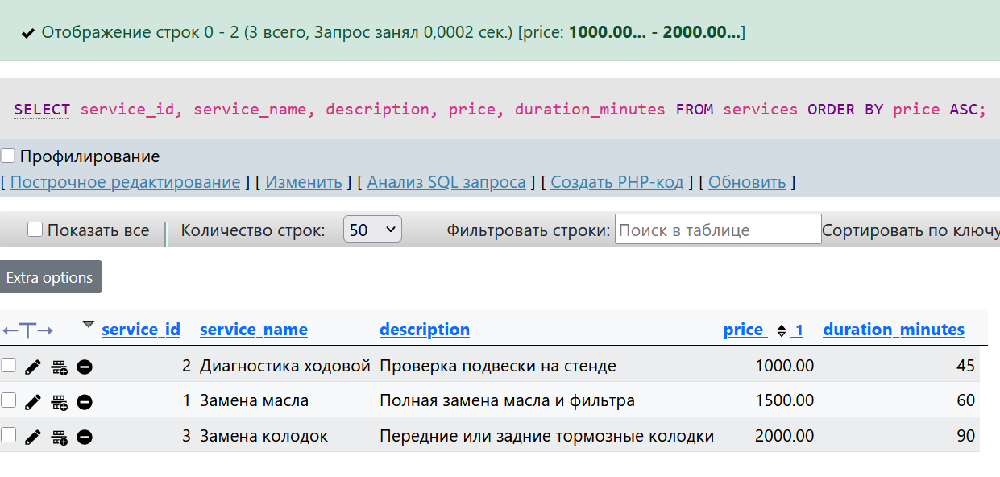 Отображение строк 0 - 2 (3 всего, Запрос занял 0,0002 сек.) [price: 1000.00... - 2000.00...]
SELECT service_id, service_name, description, price, duration_minutes FROM services ORDER BY price ASC;
Профилирование
[ Построчное редактирование ] [ Изменить ] [ Анализ SQL запроса ] [ Создать PHP-код ] [ Обновить ]
Показать все Количество строк: 50 Фильтровать строки: Поиск в таблице Сортировать по ключу
Extra options
service_id service_name description price 1 duration_minutes
2 Диагностика ходовой Проверка подвески на стенде 1000.00 45
1 Замена масла Полная замена масла и фильтра 1500.00 60
3 Замена колодок Передние или задние тормозные колодки 2000.00 90